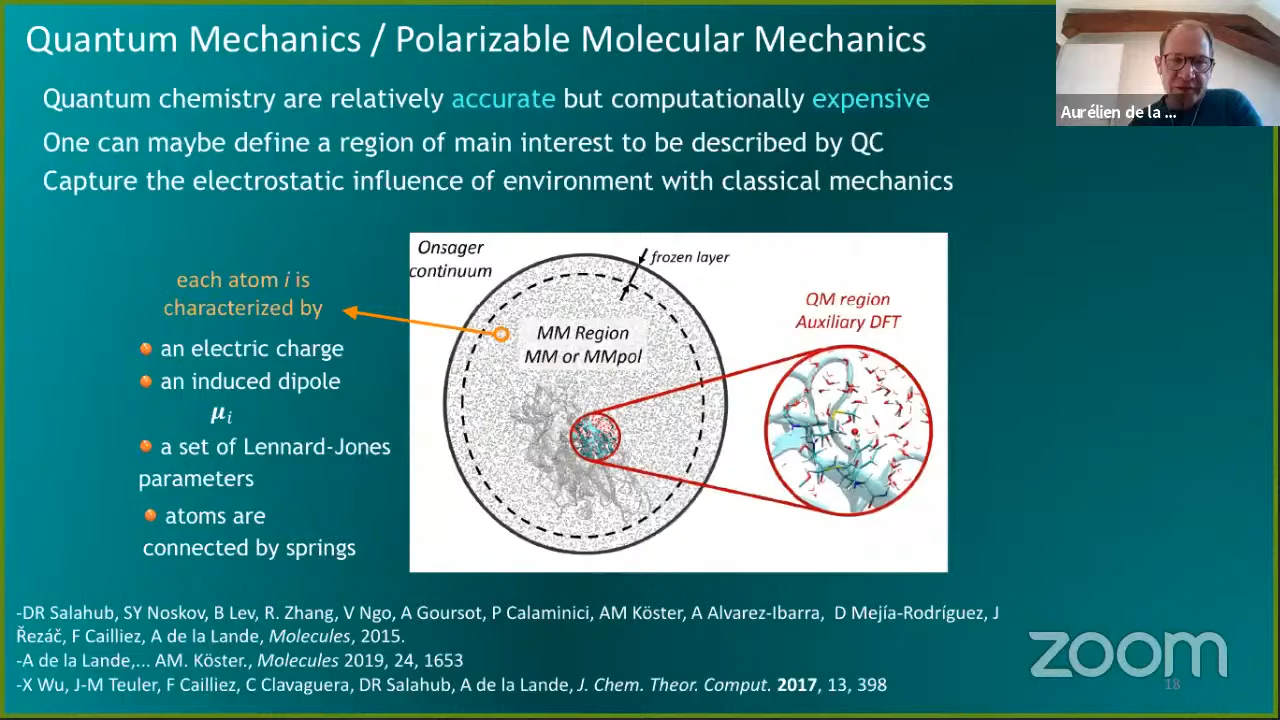 Quantum Mechanics / Polarizable Molecular Mechanics
Quantum chemistry are relatively accurate but computationally expensive
One can maybe define a region of main interest to be described by QC
Capture the electrostatic influence of environment with classical mechanics
Aurélien de la ...
each atom i is
characterized by
an electric charge
an induced dipole
μi
a set of Lennard-Jones
parameters
atoms are
connected by springs
Onsager
continuum
frozen layer
MM Region
MM or MMpol
QM region
Auxiliary DFT
-DR Salahub, SY Noskov, B Lev, R. Zhang, V Ngo, A Goursot, P Calaminici, AM Köster, A Alvarez-Ibarra, D Mejía-Rodríguez, J
Řezáč, F Cailliez, A de la Lande, Molecules, 2015.
-A de la Lande,... AM. Köster., Molecules 2019, 24, 1653
-X Wu, J-M Teuler, F Cailliez, C Clavaguera, DR Salahub, A de la Lande, J. Chem. Theor. Comput. 2017, 13, 398
zoom
18